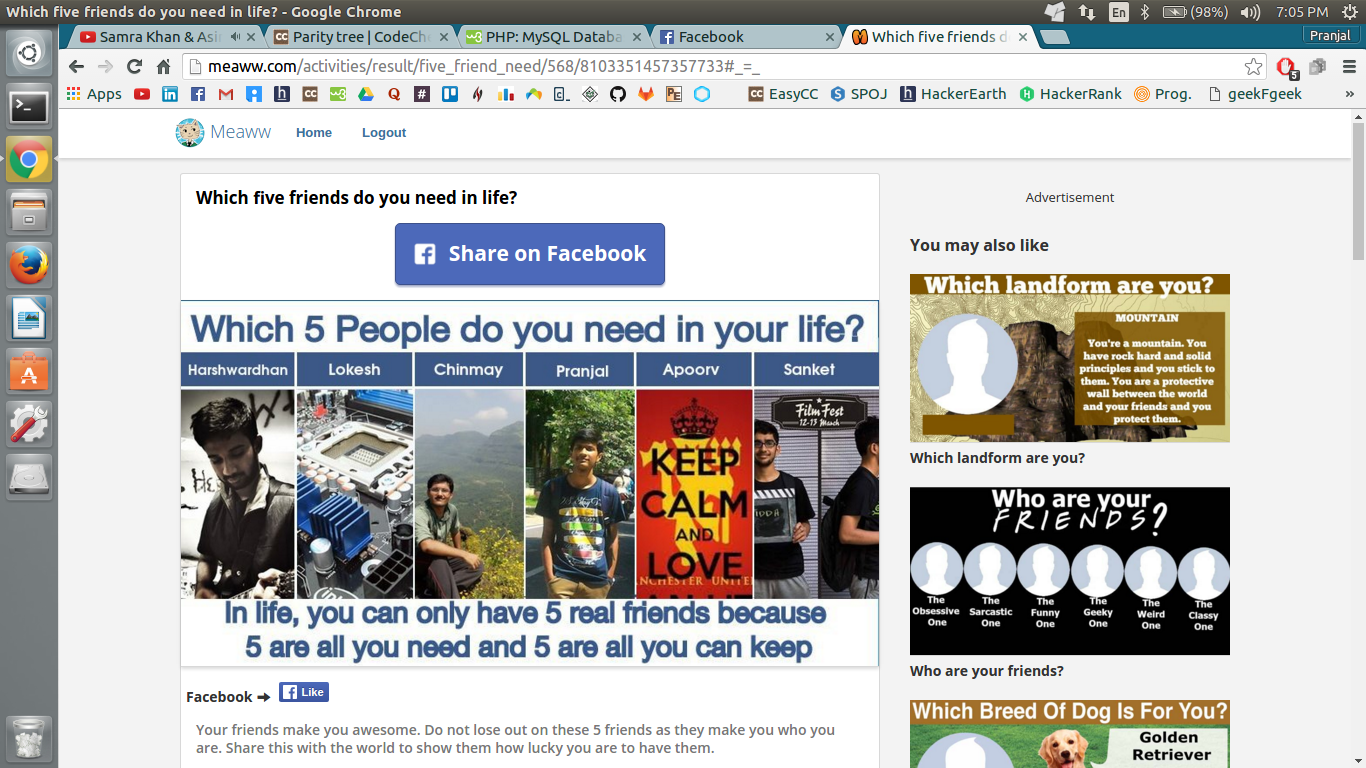 Which five friends do you need in life? - Google Chrome
En
(98%)
7:05 PM
Samra Khan & Asi
Parity tree | CodeChe
PHP: MySQL Databa
Facebook
Which five friends d
Pranjal
meaww.com/activities/result/five_friend_need/568/8103351457357733#_=_
5
Apps
EasyCC
SPOJ
HackerEarth
HackerRank
Prog.
geekFgeek
»
Meaww
Home
Logout
Which five friends do you need in life?
Share on Facebook
Which 5 People do you need in your life?
Harshwardhan
Lokesh
Chinmay
Pranjal
Apoorv
Sanket
Film Fest
12-13 March
KEEP
CALM
AND
LOVE
In life, you can only have 5 real friends because
5 are all you need and 5 are all you can keep
Facebook
Like
Your friends make you awesome. Do not lose out on these 5 friends as they make you who you
are. Share this with the world to show them how lucky you are to have them.
Advertisement
You may also like
Which landform are you?
MOUNTAIN
You're a mountain. You
have rock hard and solid
principles and you stick to
them. You are a protective
wall between the world
and your friends and you
protect them.
Which landform are you?
Who are your
FRIENDS?
The
Obsessive
One
The
Sarcastic
One
The
Funny
One
The
Geeky
One
The
Weird
One
The
Classy
One
Who are your friends?
Which Breed Of Dog Is For You?
Golden
Retriever